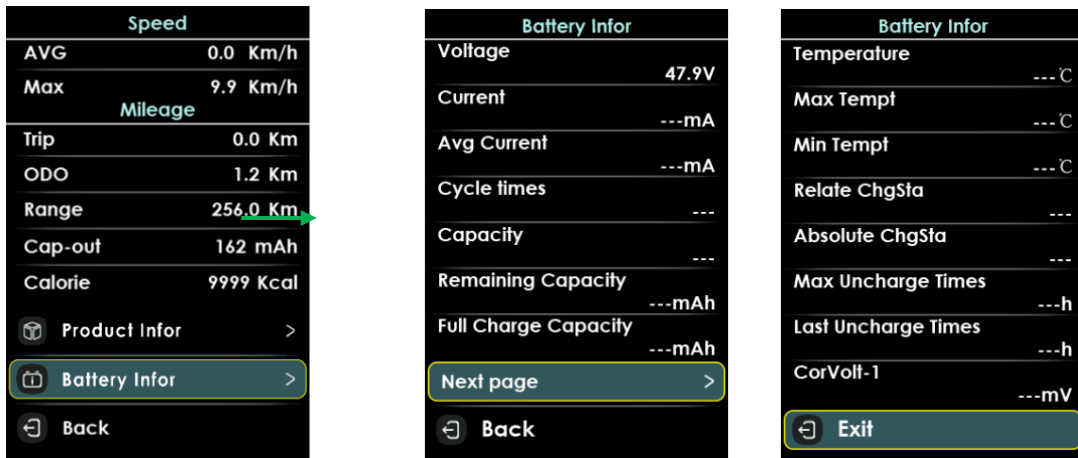 Speed
AVG 0.0 Km/h
Max 9.9 Km/h
Mileage
Trip 0.0 Km
ODO 1.2 Km
Range 256.0 Km
Cap-out 162 mAh
Calorie 9999 Kcal
Product Infor >
Battery Infor >
Back
Battery Infor
Voltage
47.9V
Current
---mA
Avg Current
---mA
Cycle times
---
Capacity
---
Remaining Capacity
---mAh
Full Charge Capacity
---mAh
Next page >
Back
Battery Infor
Temperature
---℃
Max Tempt
---℃
Min Tempt
---℃
Relate ChgSta
---
Absolute ChgSta
---
Max Uncharge Times
---h
Last Uncharge Times
---h
CorVolt-1
---mV
Exit